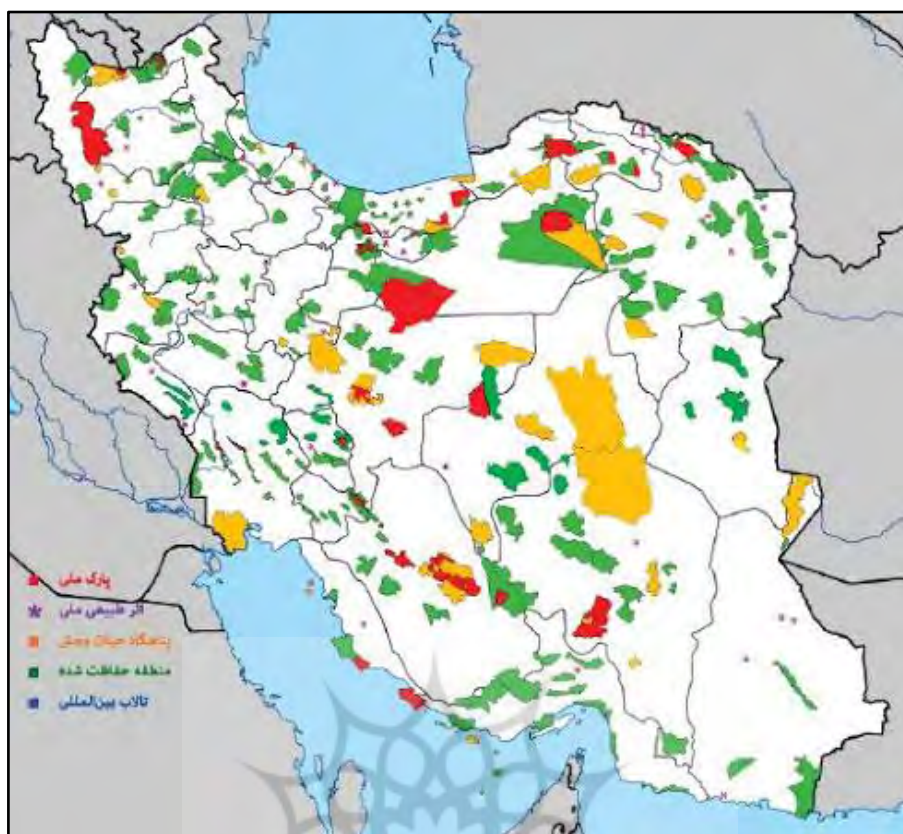 پارک ملی
اثر طبیعی ملی
پناهگاه حیات وحش
منطقه حفاظت شده
تالاب بین‌المللی